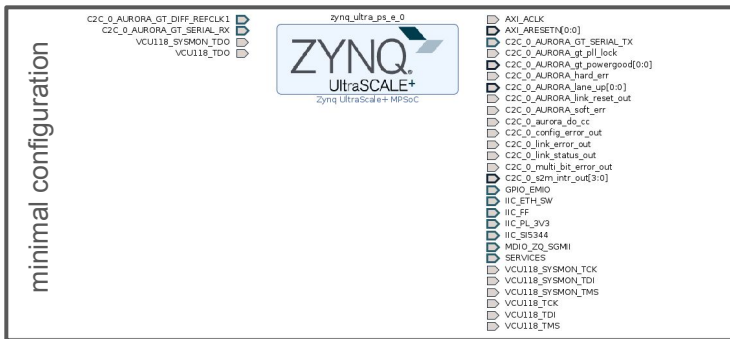 minimal configuration
C2C_0_AURORA_GT_DIFF_REFCLK1
C2C_0_AURORA_GT_SERIAL_RX
VCU118_SYSMON_TDO
VCU118_TDO
zynq_ultra_ps_e_0
ZYNQ
UltraSCALE+
Zynq UltraScale+ MPSoC
AXI_ACLK
AXI_ARESETN[0:0]
C2C_0_AURORA_GT_SERIAL_TX
C2C_0_AURORA_gt_pll_lock
C2C_0_AURORA_gt_powergood[0:0]
C2C_0_AURORA_hard_err
C2C_0_AURORA_lane_up[0:0]
C2C_0_AURORA_link_reset_out
C2C_0_AURORA_soft_err
C2C_0_aurora_do_cc
C2C_0_config_error_out
C2C_0_link_error_out
C2C_0_link_status_out
C2C_0_multi_bit_error_out
C2C_0_s2m_intr_out[3:0]
GPIO_EMIO
IIC_ETH_SW
IIC_FF
IIC_PL_3V3
IIC_SI5344
MDIO_ZQ_SGMII
SERVICES
VCU118_SYSMON_TCK
VCU118_SYSMON_TDI
VCU118_SYSMON_TMS
VCU118_TCK
VCU118_TDI
VCU118_TMS